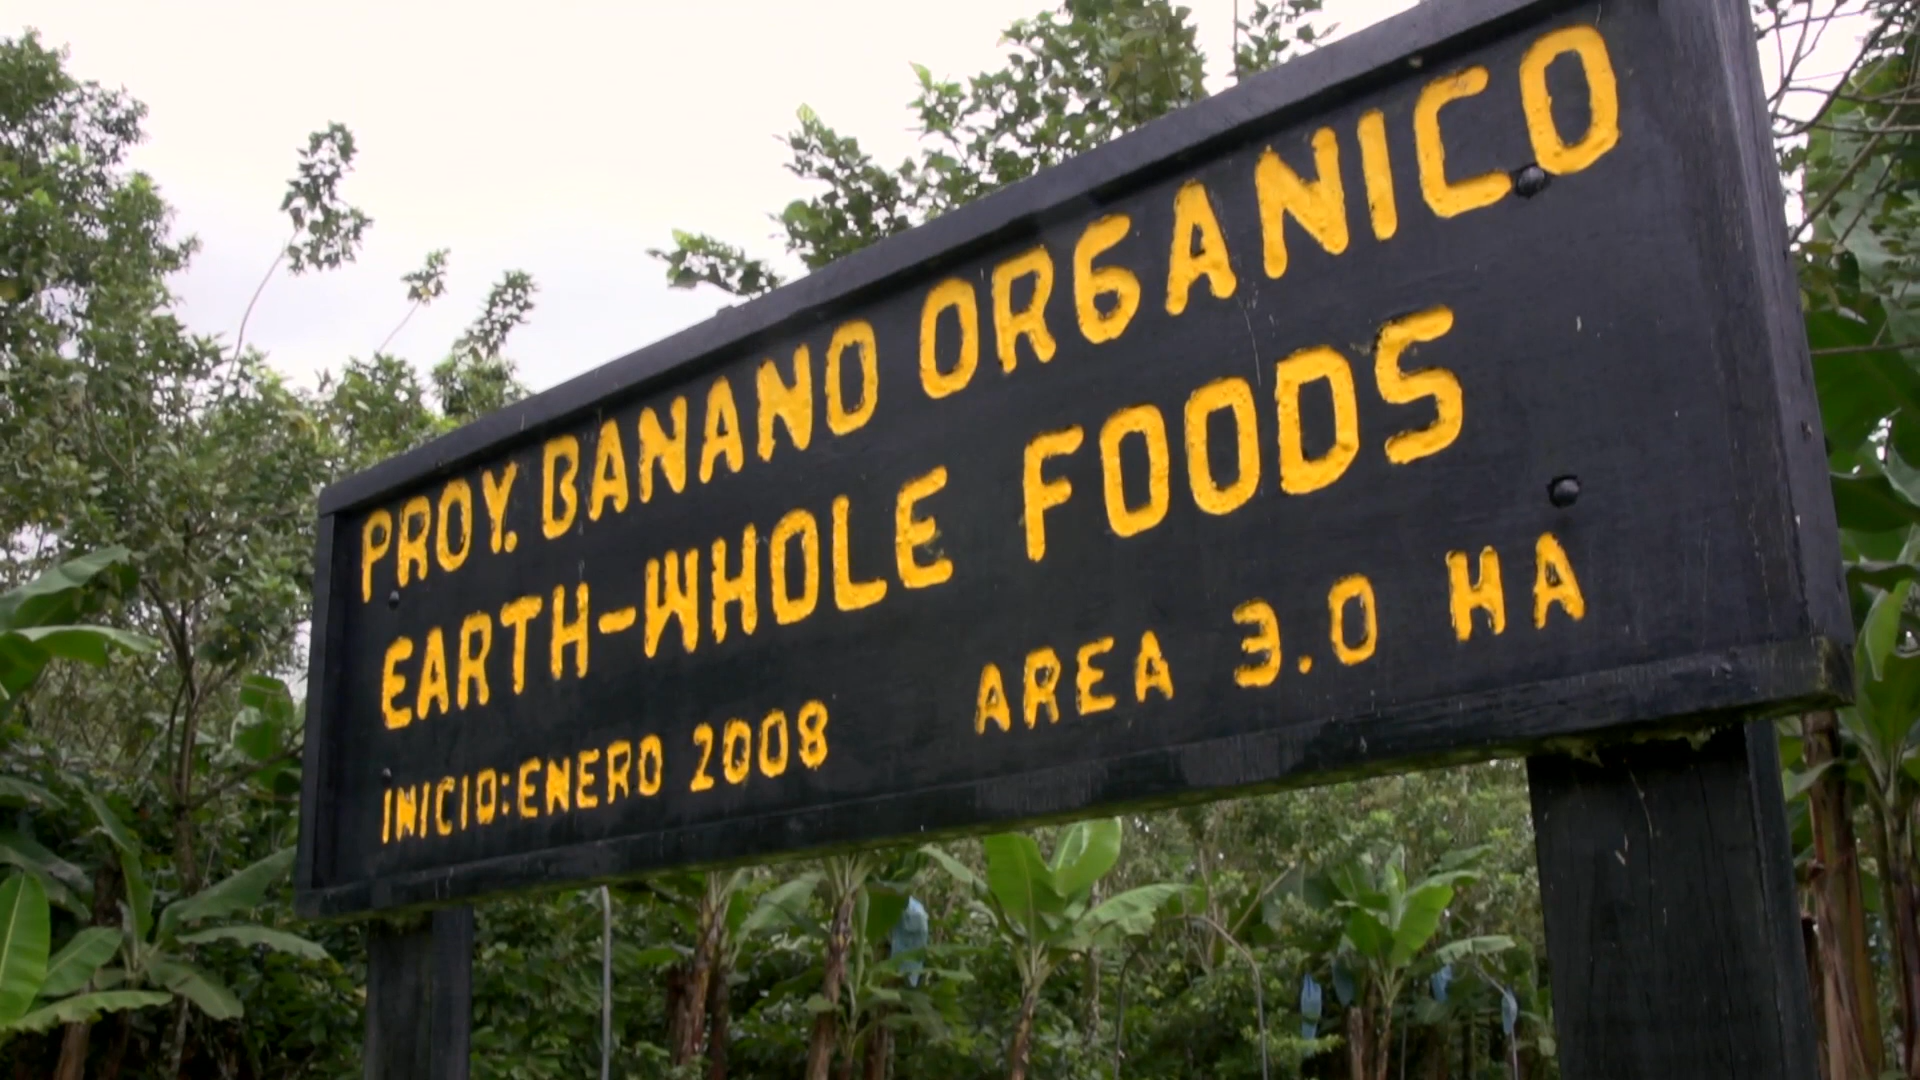 PROY. BANANO ORGANICO
EARTH-WHOLE FOODS
INICIO:ENERO 2008 AREA 3.0 HA